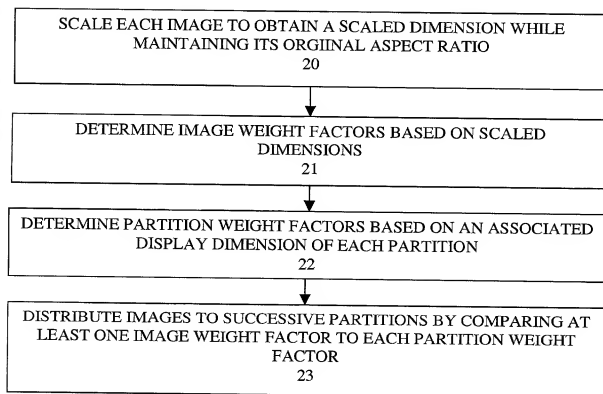 SCALE EACH IMAGE TO OBTAIN A SCALED DIMENSION WHILE
MAINTAINING ITS ORGIINAL ASPECT RATIO
20
DETERMINE IMAGE WEIGHT FACTORS BASED ON SCALED
DIMENSIONS
21
DETERMINE PARTITION WEIGHT FACTORS BASED ON AN ASSOCIATED
DISPLAY DIMENSION OF EACH PARTITION
22
DISTRIBUTE IMAGES TO SUCCESSIVE PARTITIONS BY COMPARING AT
LEAST ONE IMAGE WEIGHT FACTOR TO EACH PARTITION WEIGHT
FACTOR
23